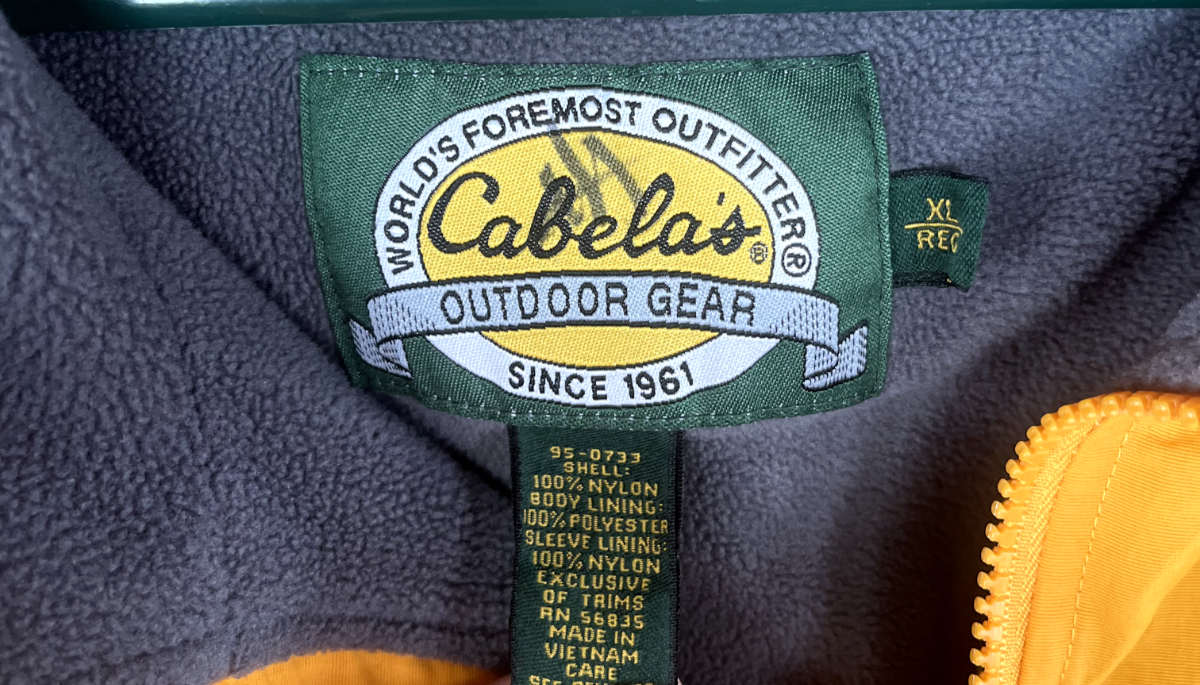 WORLD'S FOREMOST OUTFITTER®
Cabela's®
OUTDOOR GEAR
SINCE 1961
XL
REG
95-0733
SHELL:
100% NYLON
BODY LINING:
100% POLYESTER
SLEEVE LINING:
100% NYLON
EXCLUSIVE
OF TRIMS
RN 56835
MADE IN
VIETNAM
CARE
SEE